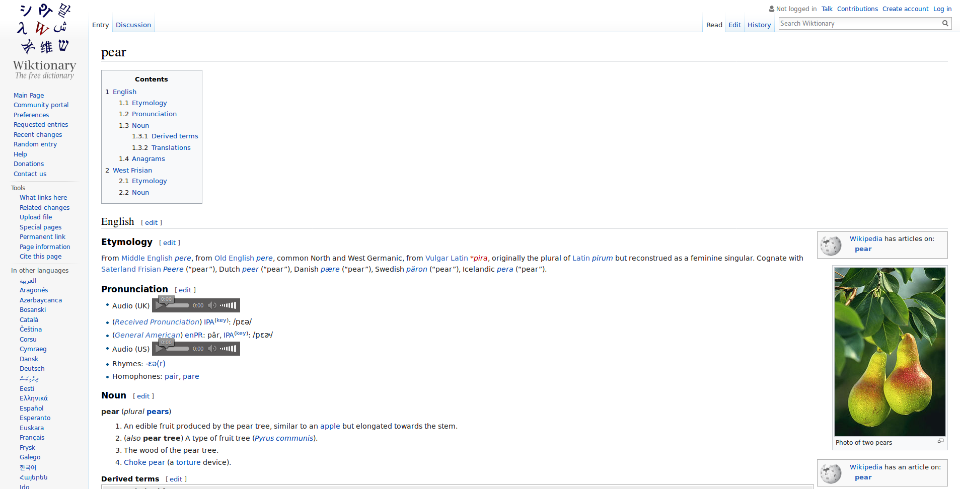 Wiktionary
The free dictionary
Main Page
Community portal
Preferences
Requested entries
Recent changes
Random entry
Help
Donations
Contact us
Tools
What links here
Related changes
Upload file
Special pages
Permanent link
Page information
Cite this page
In other languages
العربية
Aragonés
Azərbaycanca
Bosanski
Català
Čeština
Corsu
Cymraeg
Dansk
Deutsch
Eesti
Ελληνικά
Español
Esperanto
Euskara
Français
Frysk
Galego
한국어
Հայերեն
Ido
Not logged in Talk Contributions Create account Log in
Entry Discussion Read Edit History Search Wiktionary
pear
Contents
1 English
1.1 Etymology
1.2 Pronunciation
1.3 Noun
1.3.1 Derived terms
1.3.2 Translations
1.4 Anagrams
2 West Frisian
2.1 Etymology
2.2 Noun
English [ edit ]
Etymology [ edit ]
From Middle English pere, from Old English pere, common North and West Germanic, from Vulgar Latin *pira, originally the plural of Latin pirum but reconstrued as a feminine singular. Cognate with
Saterland Frisian Peere (“pear”), Dutch peer (“pear”), Danish pære (“pear”), Swedish päron (“pear”), Icelandic pera (“pear”).
Pronunciation [ edit ]
Audio (UK) 0:00
(Received Pronunciation) IPA(key): /pɛə/
(General American) enPR: pâr, IPA(key): /pɛɚ/
Audio (US) 0:00
Rhymes: -ɛə(r)
Homophones: pair, pare
Noun [ edit ]
pear (plural pears)
1. An edible fruit produced by the pear tree, similar to an apple but elongated towards the stem.
2. (also pear tree) A type of fruit tree (Pyrus communis).
3. The wood of the pear tree.
4. Choke pear (a torture device).
Derived terms [ edit ]
Wikipedia has articles on:
pear
Photo of two pears
Wikipedia has an article on:
pear